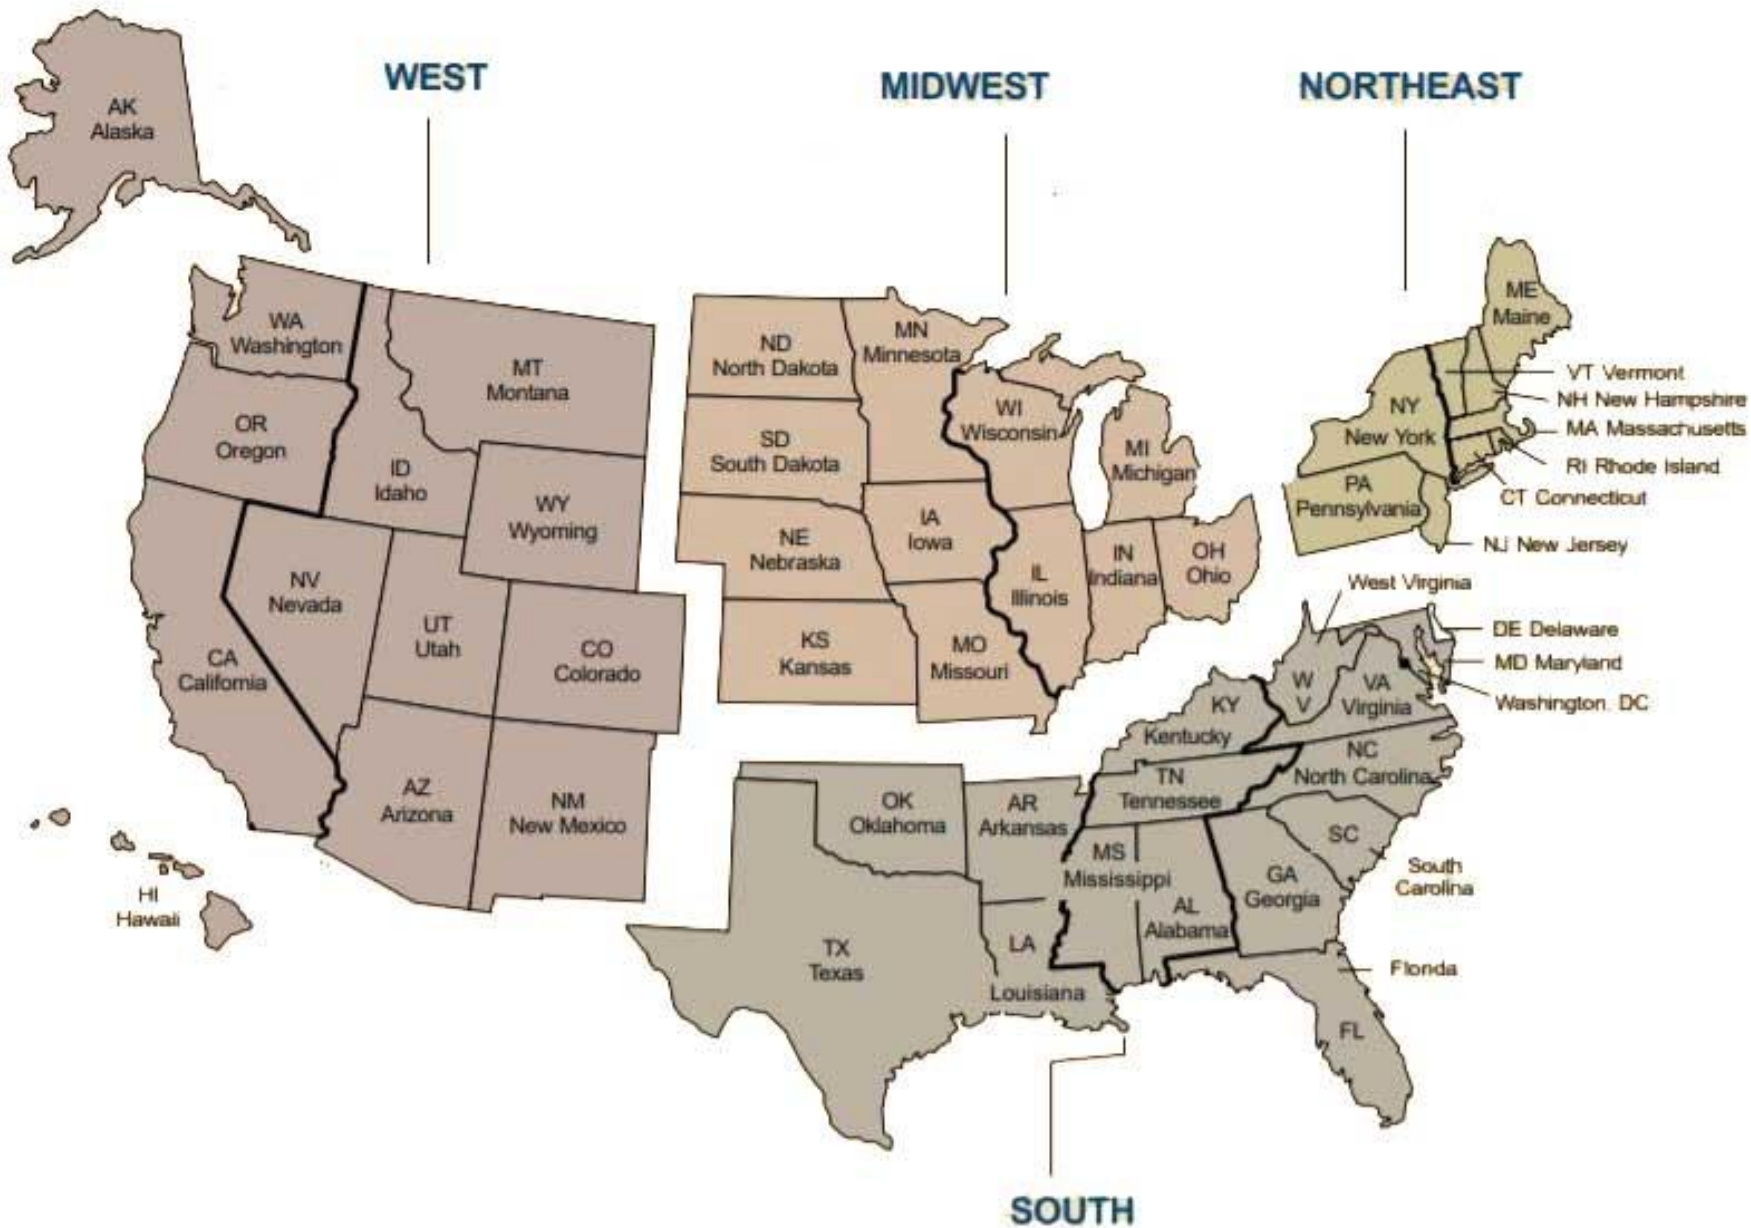 WEST
MIDWEST
NORTHEAST
AK
Alaska
WA
Washington
MT
Montana
OR
Oregon
ID
Idaho
WY
Wyoming
NV
Nevada
UT
Utah
CO
Colorado
CA
California
AZ
Arizona
NM
New Mexico
HI
Hawaii
ND
North Dakota
MN
Minnesota
SD
South Dakota
WI
Wisconsin
MI
Michigan
NE
Nebraska
IA
Iowa
IL
Illinois
IN
Indiana
OH
Ohio
KS
Kansas
MO
Missouri
ME
Maine
VT Vermont
NH New Hampshire
MA Massachusetts
RI Rhode Island
CT Connecticut
NY
New York
PA
Pennsylvania
NJ New Jersey
West Virginia
DE Delaware
MD Maryland
Washington, DC
W
V
VA
Virginia
KY
Kentucky
NC
North Carolina
TN
Tennessee
OK
Oklahoma
AR
Arkansas
SC
South
Carolina
MS
Mississippi
GA
Georgia
AL
Alabama
TX
Texas
LA
Louisiana
Florida
FL
SOUTH